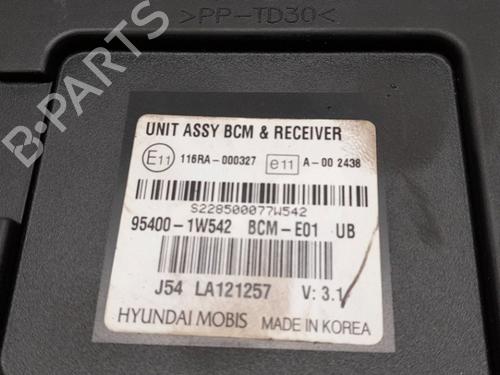 >PP-TD30<
B-PARTS
UNIT ASSY BCM & RECEIVER
E11 116RA-000327 e11 A-00 2438
S228500077W542
95400-1W542 BCM-E01 UB
J54 LA121257 V: 3.1
HYUNDAI MOBIS MADE IN KOREA